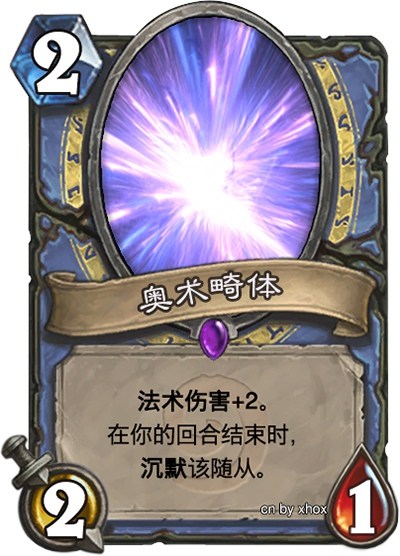 2
奥术畸体
法术伤害+2。
在你的回合结束时，
沉默该随从。
cn by xhox
2
1